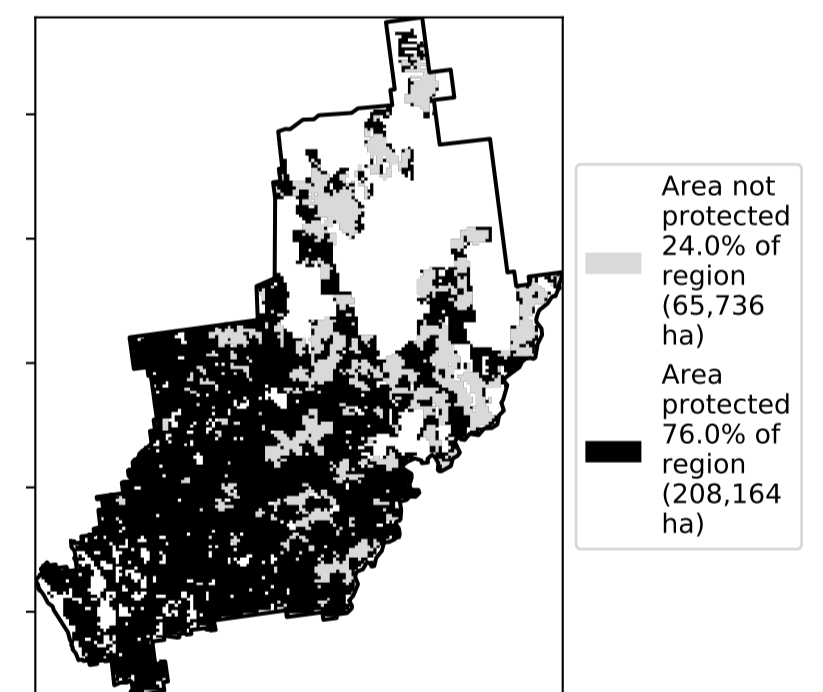 Area not
protected
24.0% of
region
(65,736
ha)
Area
protected
76.0% of
region
(208,164
ha)